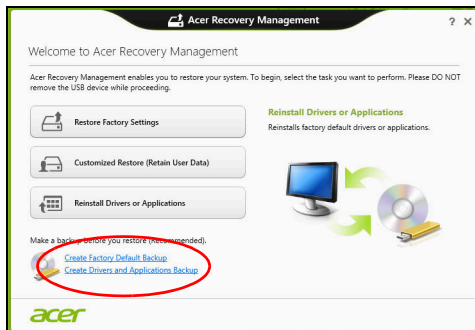 Acer Recovery Management
? X
Welcome to Acer Recovery Management
Acer Recovery Management enables you to restore your system. To begin, select the task you want to perform. Please DO NOT
remove the USB device while proceeding.
Restore Factory Settings
Customized Restore (Retain User Data)
Reinstall Drivers or Applications
Reinstall Drivers or Applications
Reinstalls factory default drivers or applications.
Make a backup before you restore (Recommended).
Create Factory Default Backup
Create Drivers and Applications Backup
acer